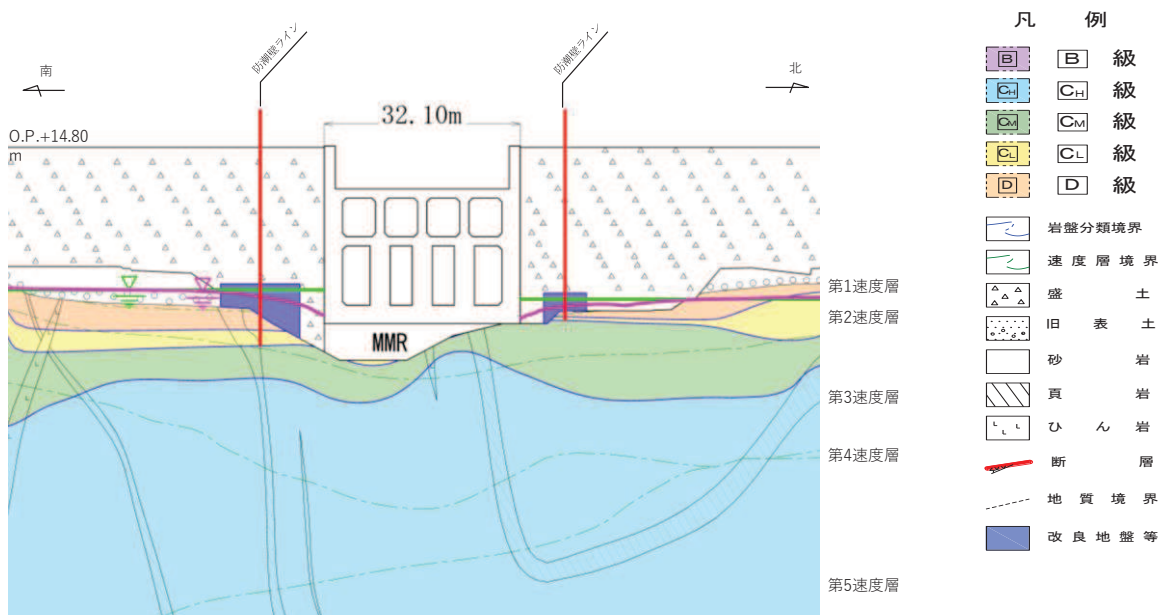 防潮壁ライン
防潮壁ライン
南
北
32.10m
O.P.+14.80
m
MMR
第1速度層
第2速度層
第3速度層
第4速度層
第5速度層
凡 例
B B 級
CH CH 級
CM CM 級
CL CL 級
D D 級
岩盤分類境界
速度層境界
盛土
旧表土
砂岩
頁岩
ひん岩
断層
地質境界
改良地盤等